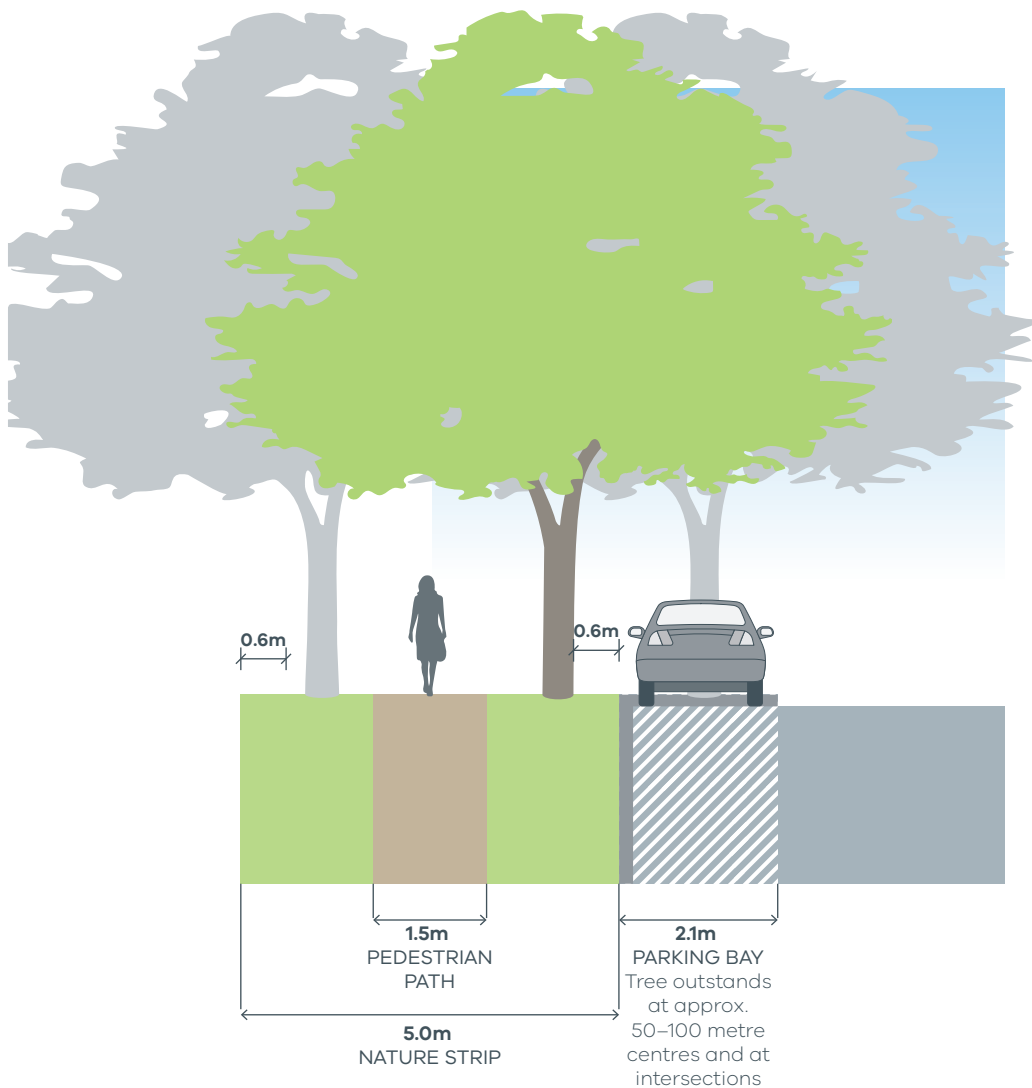 0.6m
0.6m
1.5m
PEDESTRIAN
PATH
5.0m
NATURE STRIP
2.1m
PARKING BAY
Tree outstands
at approx.
50–100 metre
centres and at
intersections